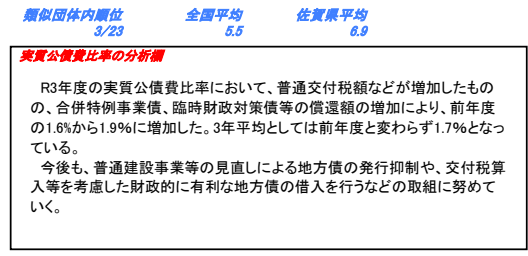 類似団体内順位 全国平均 佐賀県平均
3/23 5.5 6.9
実質公債費比率の分析欄
R3年度の実質公債費比率において、普通交付税額などが増加したもの
の、合併特例事業債、臨時財政対策債等の償還額の増加により、前年度
の1.6%から1.9%に増加した。3年平均としては前年度と変わらず1.7%となっ
ている。
今後も、普通建設事業等の見直しによる地方債の発行抑制や、交付税算
入等を考慮した財政的に有利な地方債の借入を行うなどの取組に努めて
いく。